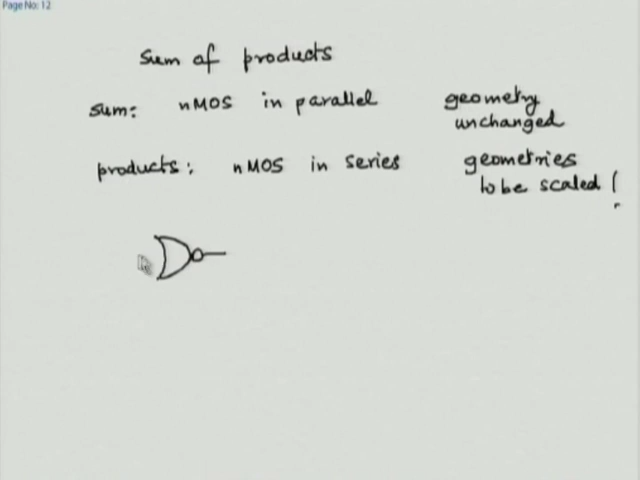 Page No: 12
Sum of products
sum: nMOS in parallel geometry unchanged
products: nMOS in series geometries to be scaled !